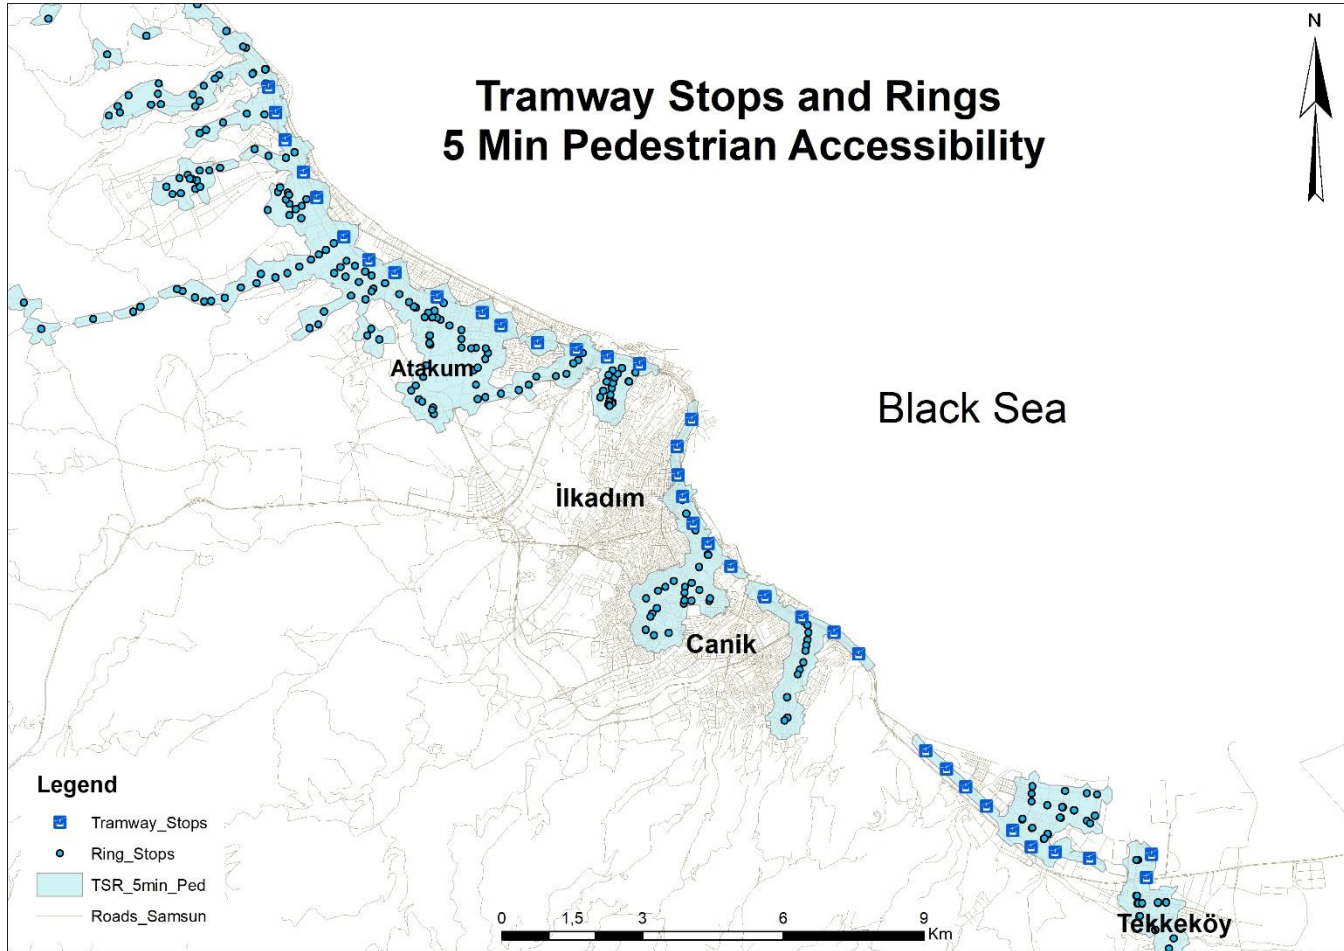 N
Tramway Stops and Rings
5 Min Pedestrian Accessibility
Atakum
Black Sea
İlkadım
Canik
Legend
Tramway_Stops
Ring_Stops
TSR_5min_Ped
Roads_Samsun
0 1,5 3 6 9
Km
Tekkeköy